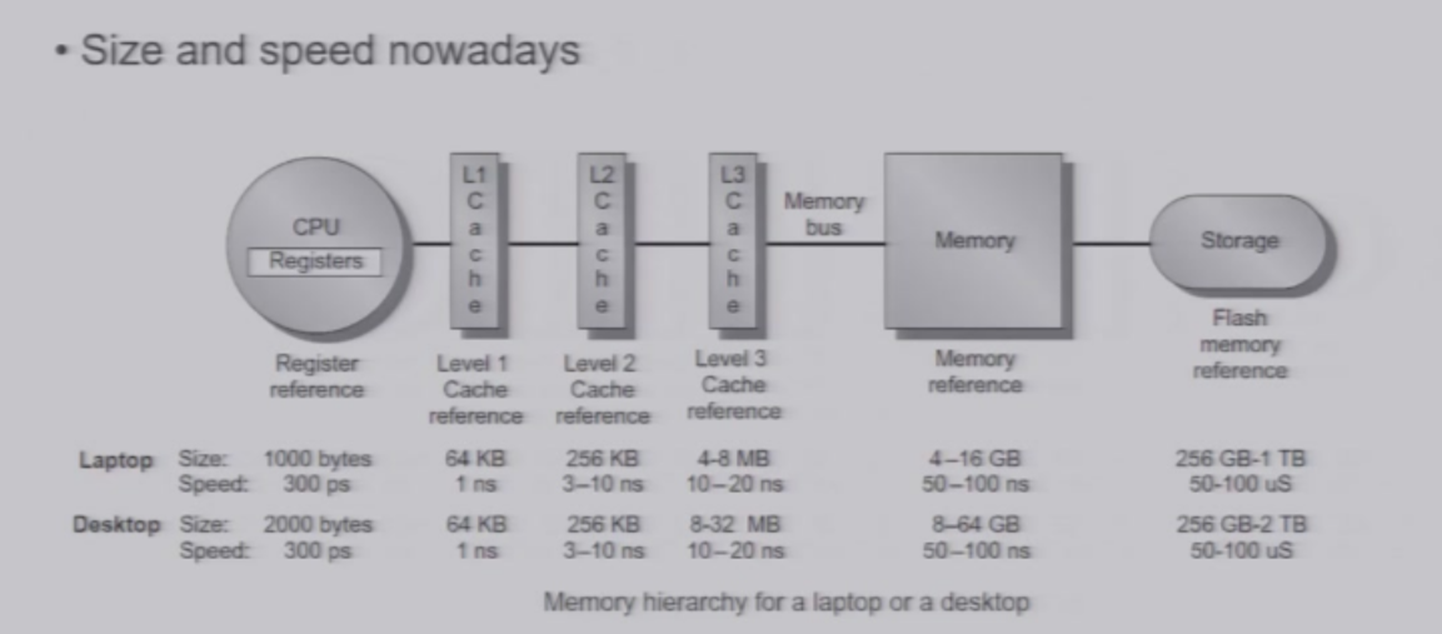 • Size and speed nowadays
CPU
Registers
L1 Cache
L2 Cache
L3 Cache
Memory bus
Memory
Storage
Register
reference
Level 1
Cache
reference
Level 2
Cache
reference
Level 3
Cache
reference
Memory
reference
Flash
memory
reference
Laptop Size: 1000 bytes 64 KB 256 KB 4-8 MB 4–16 GB 256 GB-1 TB
Speed: 300 ps 1 ns 3–10 ns 10–20 ns 50–100 ns 50-100 uS
Desktop Size: 2000 bytes 64 KB 256 KB 8-32 MB 8–64 GB 256 GB-2 TB
Speed: 300 ps 1 ns 3–10 ns 10–20 ns 50–100 ns 50-100 uS
Memory hierarchy for a laptop or a desktop